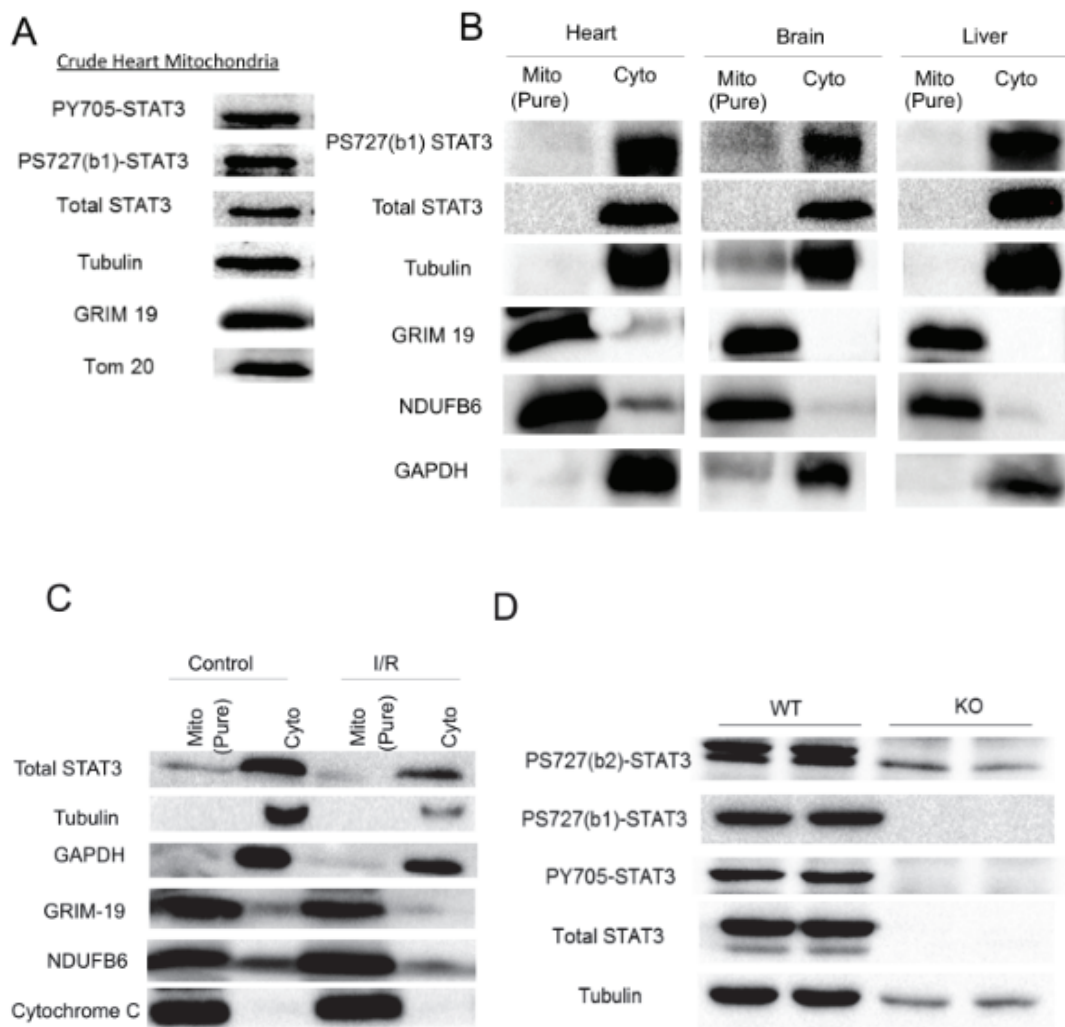 A
Crude Heart Mitochondria
PY705-STAT3
PS727(b1)-STAT3
Total STAT3
Tubulin
GRIM 19
Tom 20
B
Heart Brain Liver
Mito (Pure) Cyto Mito (Pure) Cyto Mito (Pure) Cyto
PS727(b1) STAT3
Total STAT3
Tubulin
GRIM 19
NDUFB6
GAPDH
C
Control I/R
Mito (Pure) Cyto Mito (Pure) Cyto
Total STAT3
Tubulin
GAPDH
GRIM-19
NDUFB6
Cytochrome C
D
WT KO
PS727(b2)-STAT3
PS727(b1)-STAT3
PY705-STAT3
Total STAT3
Tubulin